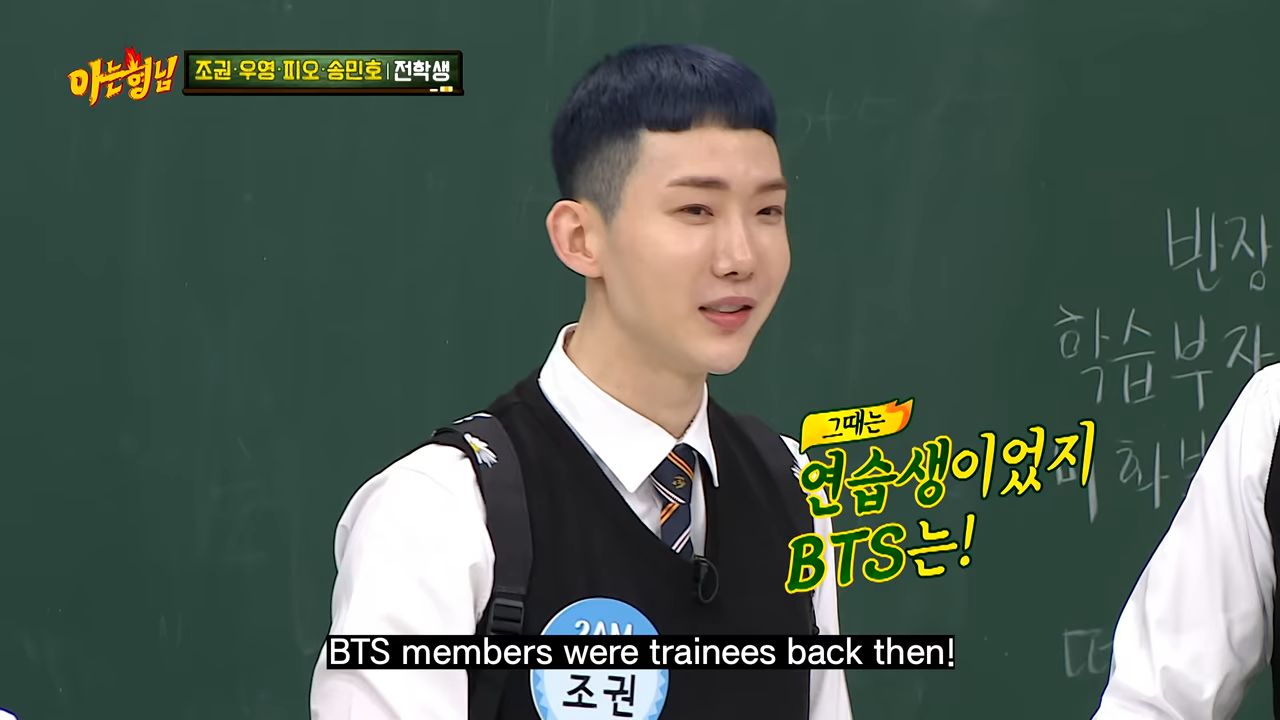 아는형님
조권·우영·피오·송민호 | 전학생
반장
학습부
그때는
연습생이었지
BTS는!
2AM
BTS members were trainees back then!
조권